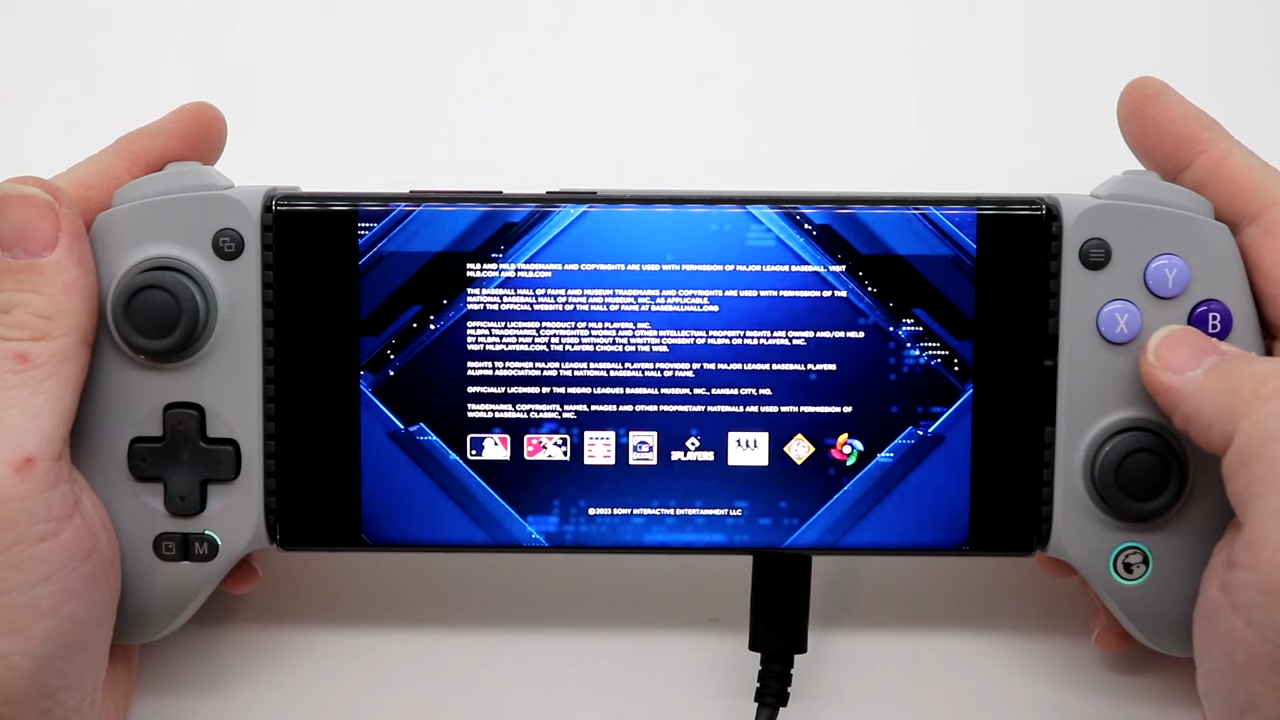 MLB AND MILB TRADEMARKS AND COPYRIGHTS ARE USED WITH PERMISSION OF MAJOR LEAGUE BASEBALL. VISIT
MLB.COM AND MILB.COM
THE BASEBALL HALL OF FAME AND MUSEUM TRADEMARKS AND COPYRIGHTS ARE USED WITH PERMISSION OF THE
NATIONAL BASEBALL HALL OF FAME AND MUSEUM, INC., AS APPLICABLE.
VISIT THE OFFICIAL WEBSITE OF THE HALL OF FAME AT BASEBALLHALL.ORG
OFFICIALLY LICENSED PRODUCT OF MLB PLAYERS, INC.
MLBPA TRADEMARKS, COPYRIGHTED WORKS AND OTHER INTELLECTUAL PROPERTY RIGHTS ARE OWNED AND/OR HELD
BY MLBPA AND MAY NOT BE USED WITHOUT THE WRITTEN CONSENT OF MLBPA OR MLB PLAYERS, INC.
VISIT MLBPLAYERS.COM, THE PLAYERS CHOICE ON THE WEB.
RIGHTS TO FORMER MAJOR LEAGUE BASEBALL PLAYERS PROVIDED BY THE MAJOR LEAGUE BASEBALL PLAYERS
ALUMNI ASSOCIATION AND THE NATIONAL BASEBALL HALL OF FAME.
OFFICIALLY LICENSED BY THE NEGRO LEAGUES BASEBALL MUSEUM, INC., KANSAS CITY, MO.
TRADEMARKS, COPYRIGHTS, NAMES, IMAGES AND OTHER PROPRIETARY MATERIALS ARE USED WITH PERMISSION OF
WORLD BASEBALL CLASSIC, INC.
PLAYERS
©2023 SONY INTERACTIVE ENTERTAINMENT LLC
Y
X
B
M